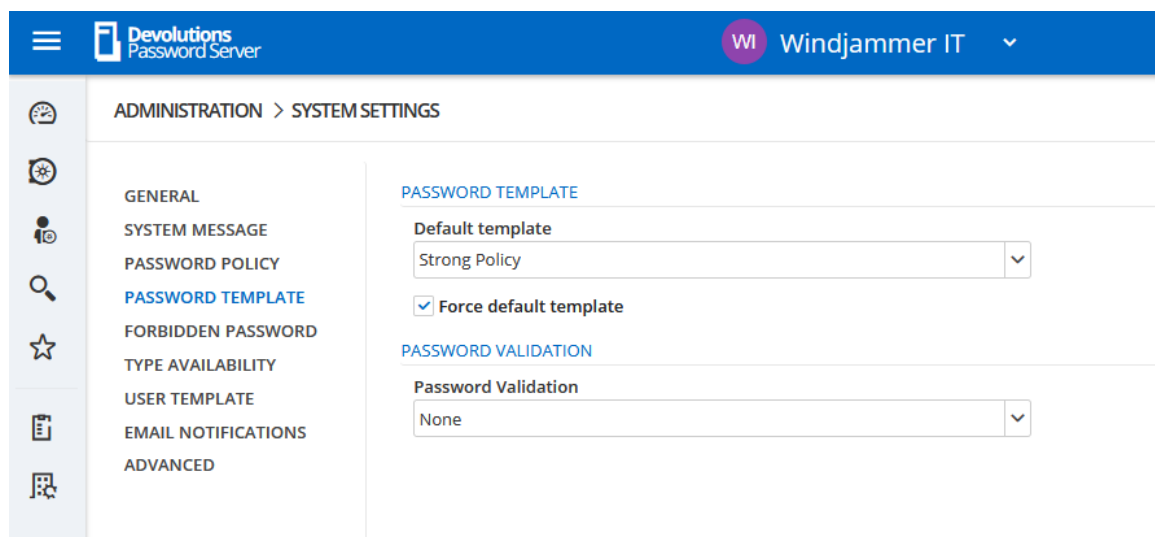 Devolutions
Password Server
WI Windjammer IT
ADMINISTRATION > SYSTEM SETTINGS
GENERAL
SYSTEM MESSAGE
PASSWORD POLICY
PASSWORD TEMPLATE
FORBIDDEN PASSWORD
TYPE AVAILABILITY
USER TEMPLATE
EMAIL NOTIFICATIONS
ADVANCED
PASSWORD TEMPLATE
Default template
Strong Policy
Force default template
PASSWORD VALIDATION
Password Validation
None